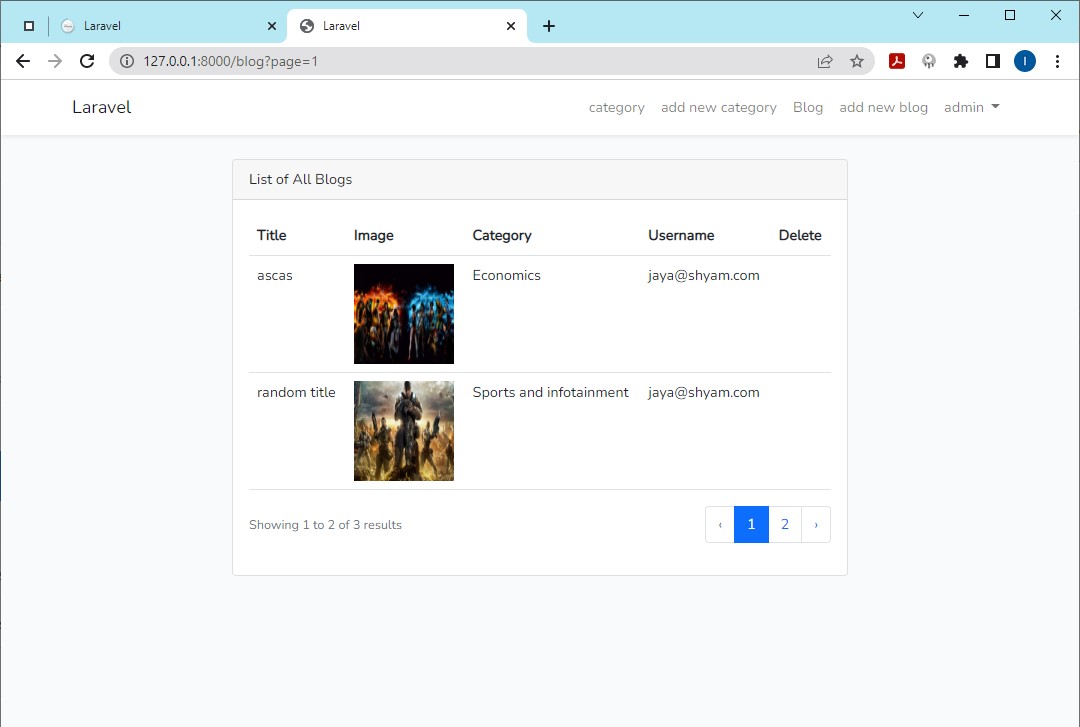 Laravel Laravel
127.0.0.1:8000/blog?page=1 I
Laravel category add new category Blog add new blog admin
List of All Blogs
Title Image Category Username Delete
ascas Economics jaya@shyam.com
random title Sports and infotainment jaya@shyam.com
Showing 1 to 2 of 3 results ‹ 1 2 ›